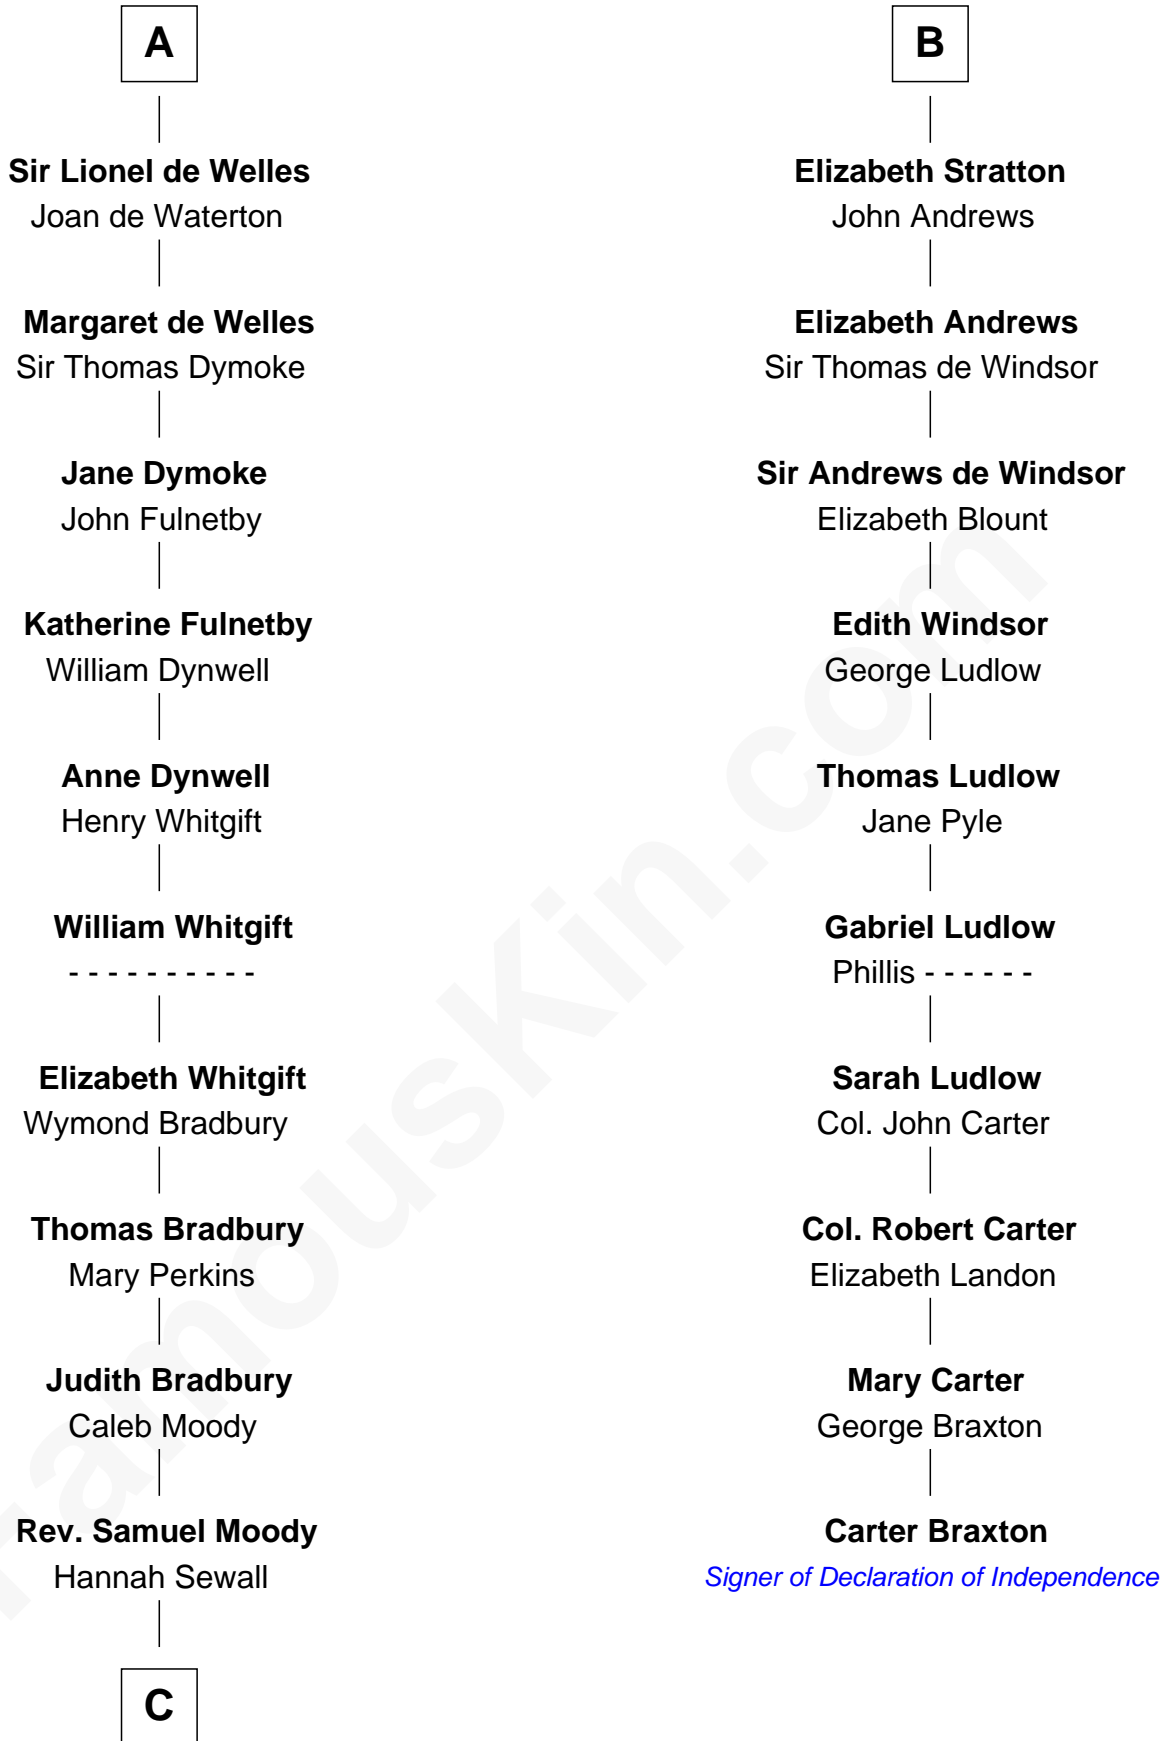 A
Sir Lionel de Welles
Joan de Waterton
Margaret de Welles
Sir Thomas Dymoke
Jane Dymoke
John Fulnetby
Katherine Fulnetby
William Dynwell
Anne Dynwell
Henry Whitgift
William Whitgift
- - - - - - - - - -
Elizabeth Whitgift
Wymond Bradbury
Thomas Bradbury
Mary Perkins
Judith Bradbury
Caleb Moody
Rev. Samuel Moody
Hannah Sewall
C
B
Elizabeth Stratton
John Andrews
Elizabeth Andrews
Sir Thomas de Windsor
Sir Andrews de Windsor
Elizabeth Blount
Edith Windsor
George Ludlow
Thomas Ludlow
Jane Pyle
Gabriel Ludlow
Phillis - - - - - -
Sarah Ludlow
Col. John Carter
Col. Robert Carter
Elizabeth Landon
Mary Carter
George Braxton
Carter Braxton
Signer of Declaration of Independence
FamousKin.com